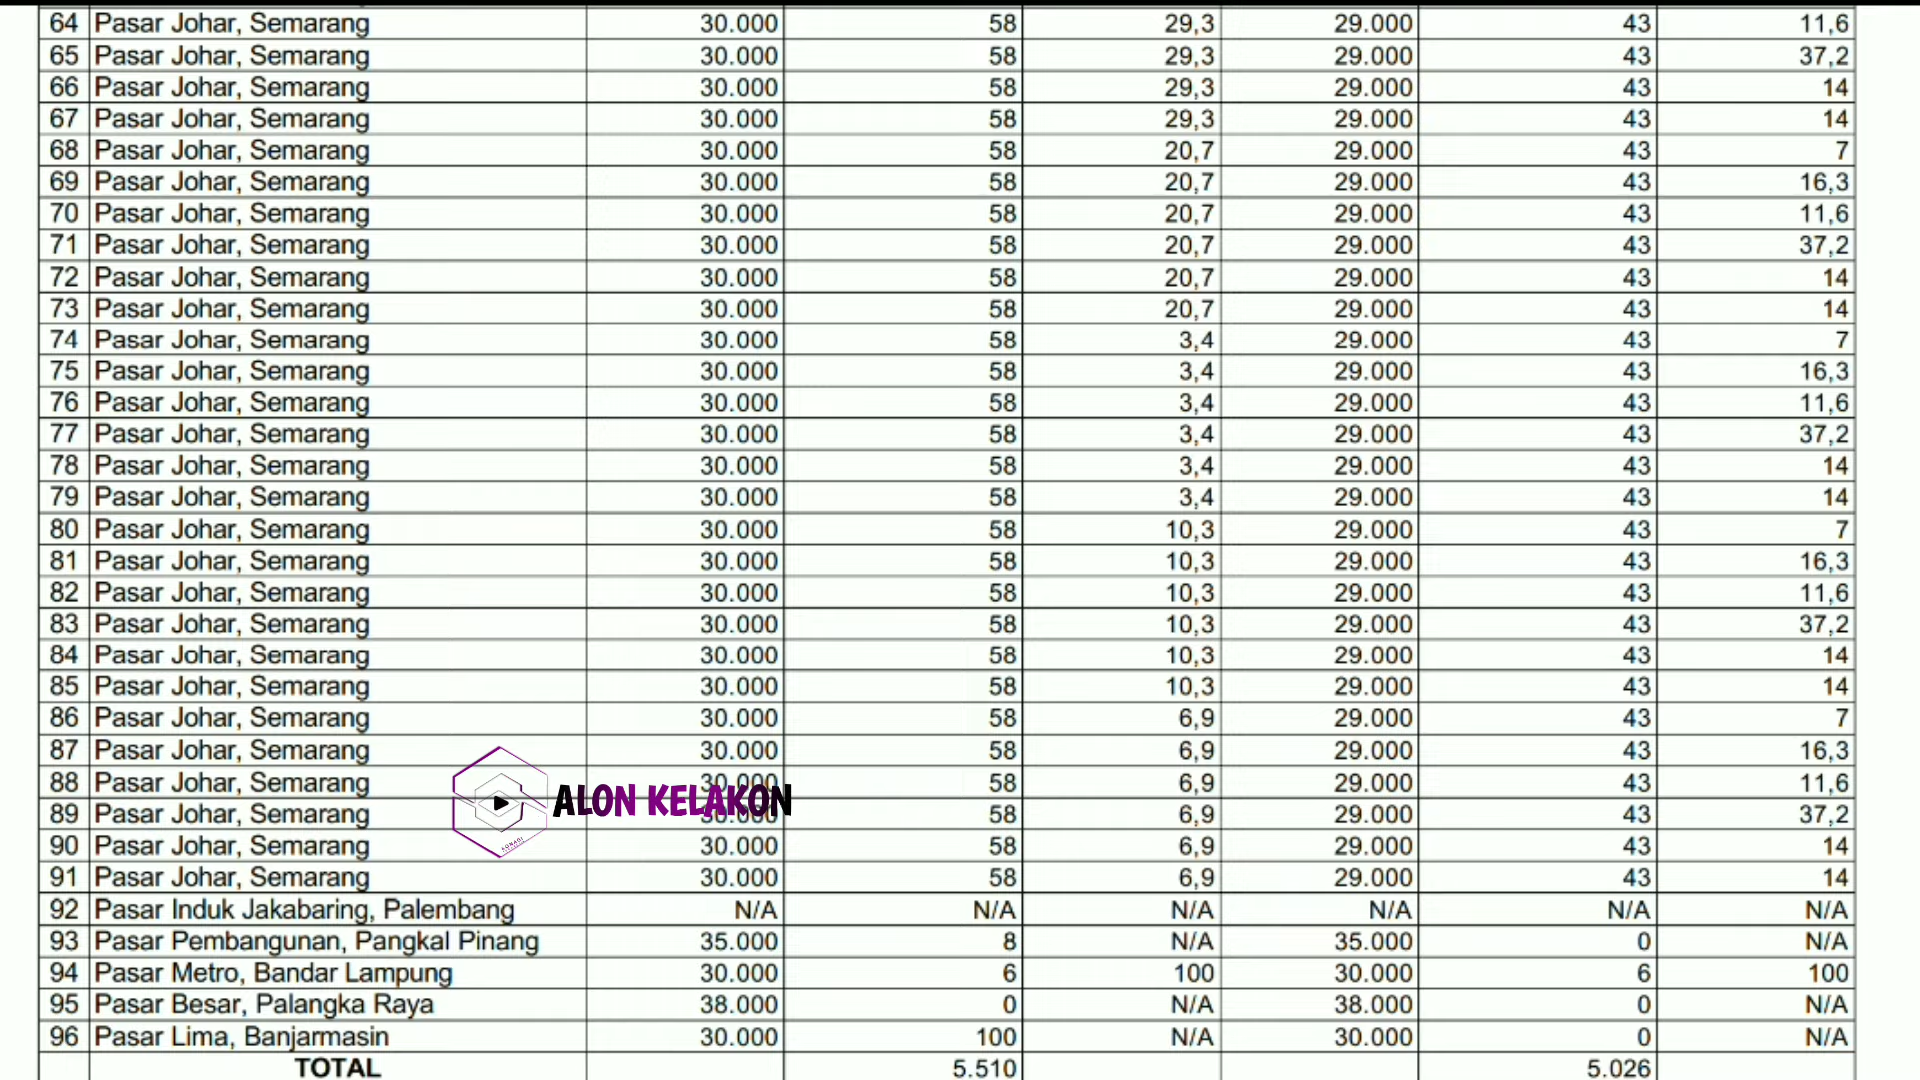 64 Pasar Johar, Semarang 30.000 58 29,3 29.000 43 11,6
65 Pasar Johar, Semarang 30.000 58 29,3 29.000 43 37,2
66 Pasar Johar, Semarang 30.000 58 29,3 29.000 43 14
67 Pasar Johar, Semarang 30.000 58 29,3 29.000 43 14
68 Pasar Johar, Semarang 30.000 58 20,7 29.000 43 7
69 Pasar Johar, Semarang 30.000 58 20,7 29.000 43 16,3
70 Pasar Johar, Semarang 30.000 58 20,7 29.000 43 11,6
71 Pasar Johar, Semarang 30.000 58 20,7 29.000 43 37,2
72 Pasar Johar, Semarang 30.000 58 20,7 29.000 43 14
73 Pasar Johar, Semarang 30.000 58 20,7 29.000 43 14
74 Pasar Johar, Semarang 30.000 58 3,4 29.000 43 7
75 Pasar Johar, Semarang 30.000 58 3,4 29.000 43 16,3
76 Pasar Johar, Semarang 30.000 58 3,4 29.000 43 11,6
77 Pasar Johar, Semarang 30.000 58 3,4 29.000 43 37,2
78 Pasar Johar, Semarang 30.000 58 3,4 29.000 43 14
79 Pasar Johar, Semarang 30.000 58 3,4 29.000 43 14
80 Pasar Johar, Semarang 30.000 58 10,3 29.000 43 7
81 Pasar Johar, Semarang 30.000 58 10,3 29.000 43 16,3
82 Pasar Johar, Semarang 30.000 58 10,3 29.000 43 11,6
83 Pasar Johar, Semarang 30.000 58 10,3 29.000 43 37,2
84 Pasar Johar, Semarang 30.000 58 10,3 29.000 43 14
85 Pasar Johar, Semarang 30.000 58 10,3 29.000 43 14
86 Pasar Johar, Semarang 30.000 58 6,9 29.000 43 7
87 Pasar Johar, Semarang 30.000 58 6,9 29.000 43 16,3
88 Pasar Johar, Semarang 30.000 58 6,9 29.000 43 11,6
ALON KELAKON
89 Pasar Johar, Semarang 30.000 58 6,9 29.000 43 37,2
90 Pasar Johar, Semarang 30.000 58 6,9 29.000 43 14
91 Pasar Johar, Semarang 30.000 58 6,9 29.000 43 14
92 Pasar Induk Jakabaring, Palembang N/A N/A N/A N/A N/A N/A
93 Pasar Pembangunan, Pangkal Pinang 35.000 8 N/A 35.000 0 N/A
94 Pasar Metro, Bandar Lampung 30.000 6 100 30.000 6 100
95 Pasar Besar, Palangka Raya 38.000 0 N/A 38.000 0 N/A
96 Pasar Lima, Banjarmasin 30.000 100 N/A 30.000 0 N/A
TOTAL 5.510 5.026